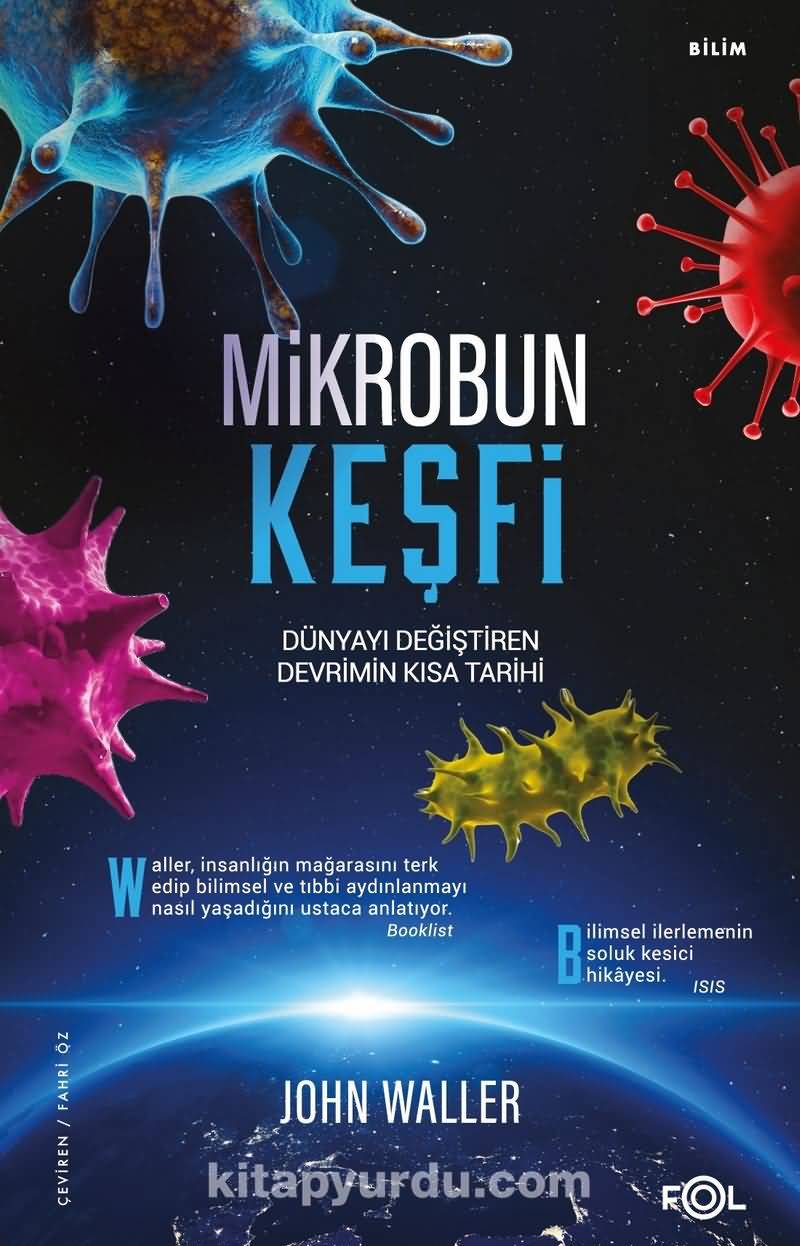 BİLİM
MİKROBUN
KEŞFİ
DÜNYAYI DEĞİŞTİREN
DEVRİMİN KISA TARİHİ
Waller, insanlığın mağarasını terk
edip bilimsel ve tıbbi aydınlanmayı
nasıl yaşadığını ustaca anlatıyor.
Booklist
Bilimsel ilerlemenin
soluk kesici
hikâyesi.
ISIS
ÇEVİREN / FAHRİ ÖZ
JOHN WALLER
kitapyurdu.com
FOL